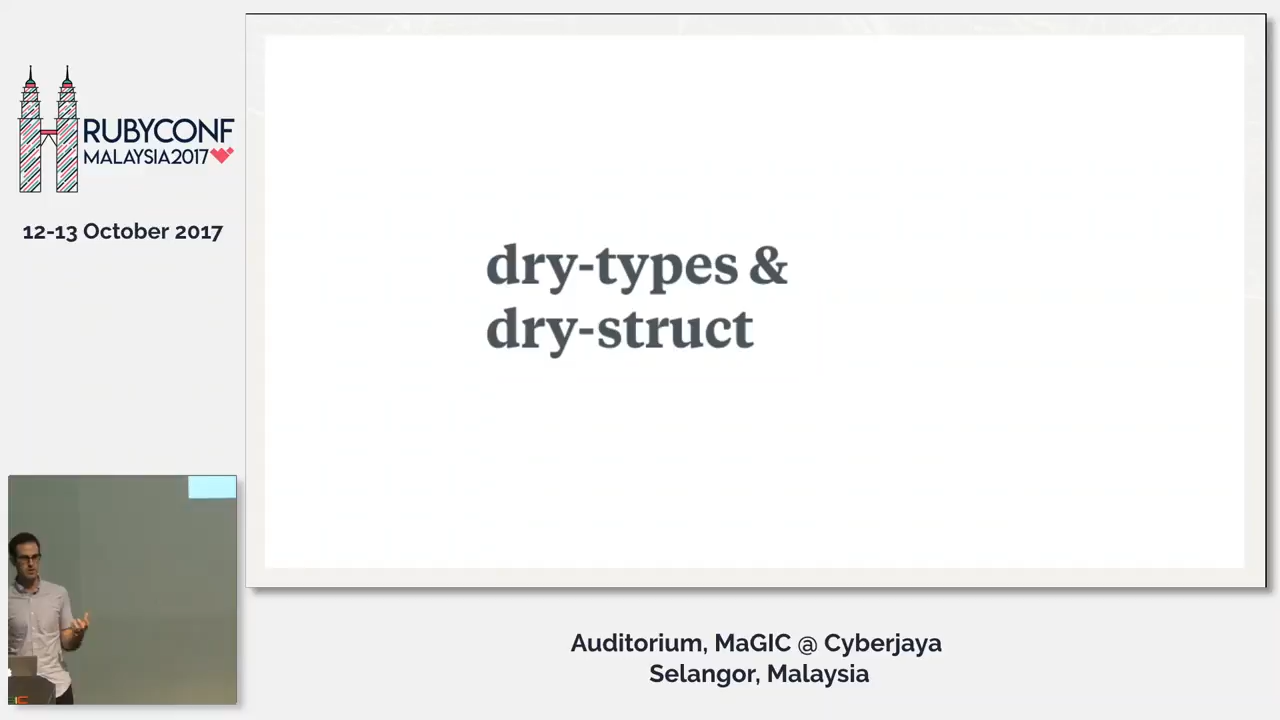 RUBYCONF
MALAYSIA2017
12-13 October 2017
dry-types &
dry-struct
Auditorium, MaGIC @ Cyberjaya
Selangor, Malaysia